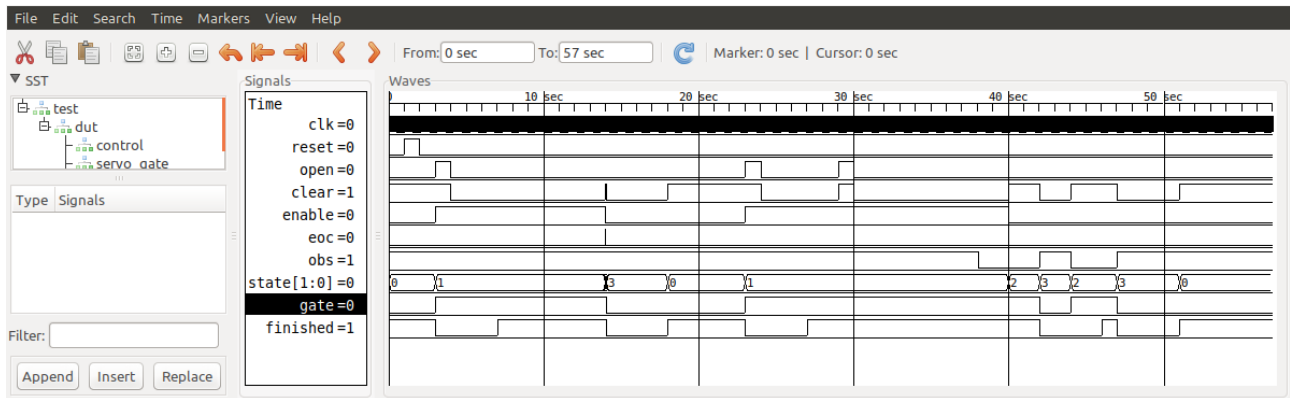 File Edit Search Time Markers View Help
From: 0 sec To: 57 sec Marker: 0 sec | Cursor: 0 sec
SST
test
dut
control
servo_gate
Type Signals
Filter:
Append Insert Replace
Signals
Time
clk =0
reset =0
open =0
clear =1
enable =0
eoc =0
obs =1
state[1:0] =0
gate =0
finished =1
Waves
10 sec 20 sec 30 sec 40 sec 50 sec
0 1 3 0 1 2 3 2 3 0